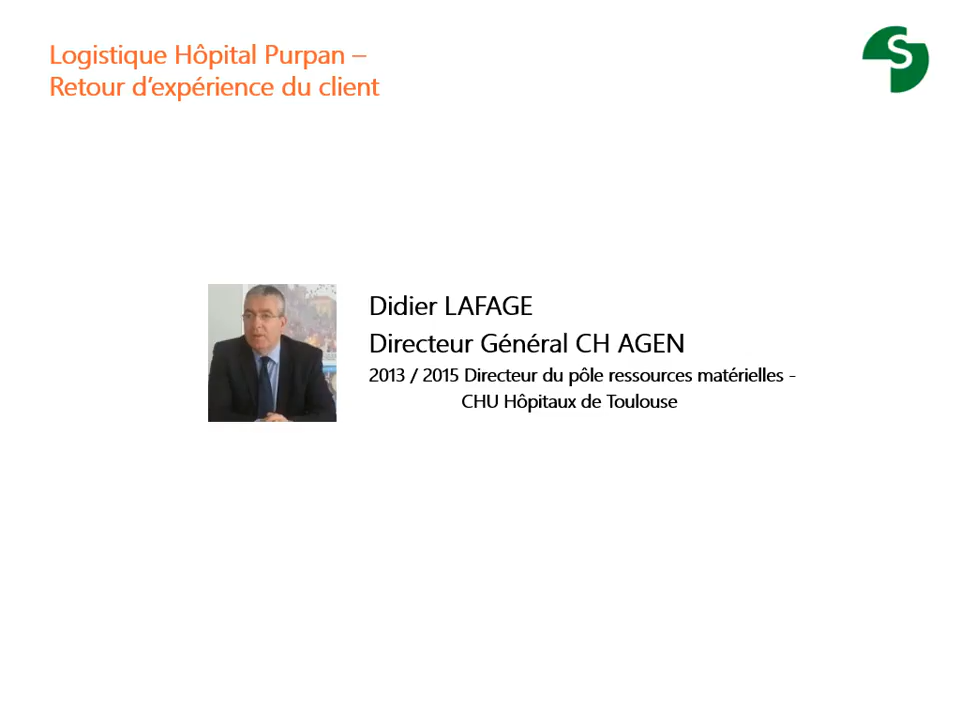 Logistique Hôpital Purpan –
Retour d’expérience du client
S
Didier LAFAGE
Directeur Général CH AGEN
2013 / 2015 Directeur du pôle ressources matérielles -
CHU Hôpitaux de Toulouse